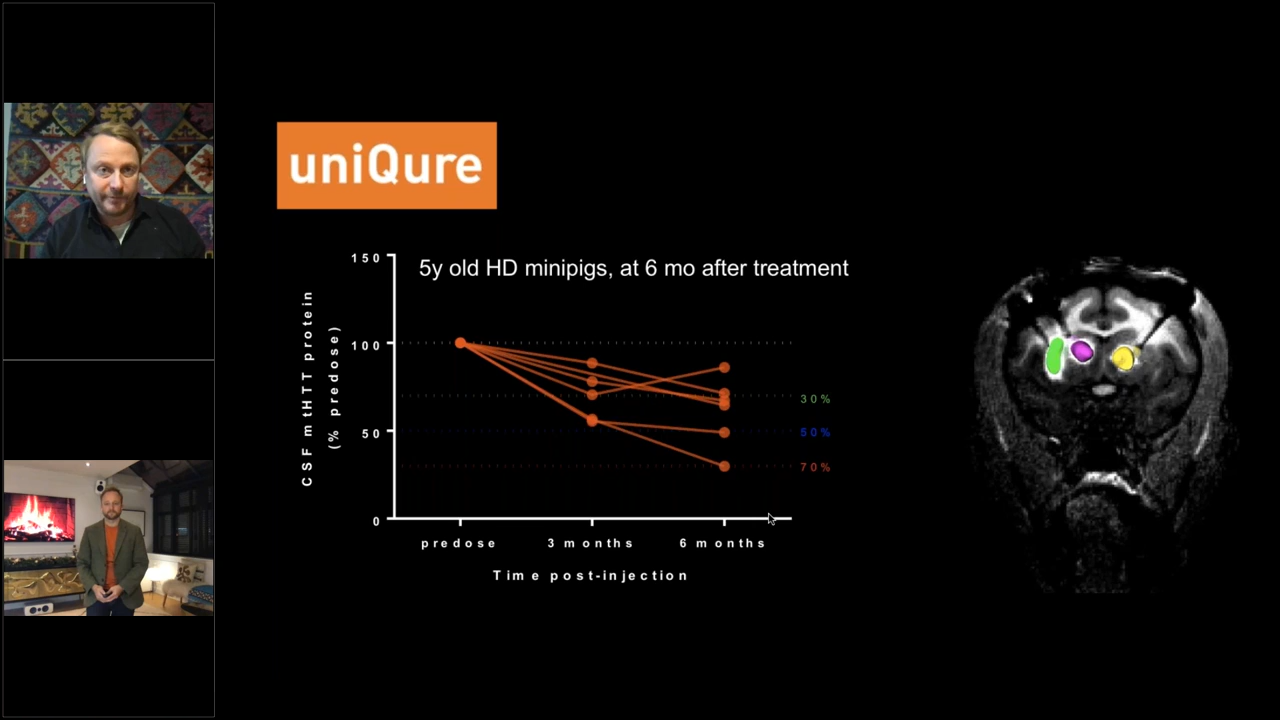 uniQure
5y old HD minipigs, at 6 mo after treatment
CSF mtHTT protein
(% predose)
150
100
50
0
30%
50%
70%
predose 3 months 6 months
Time post-injection